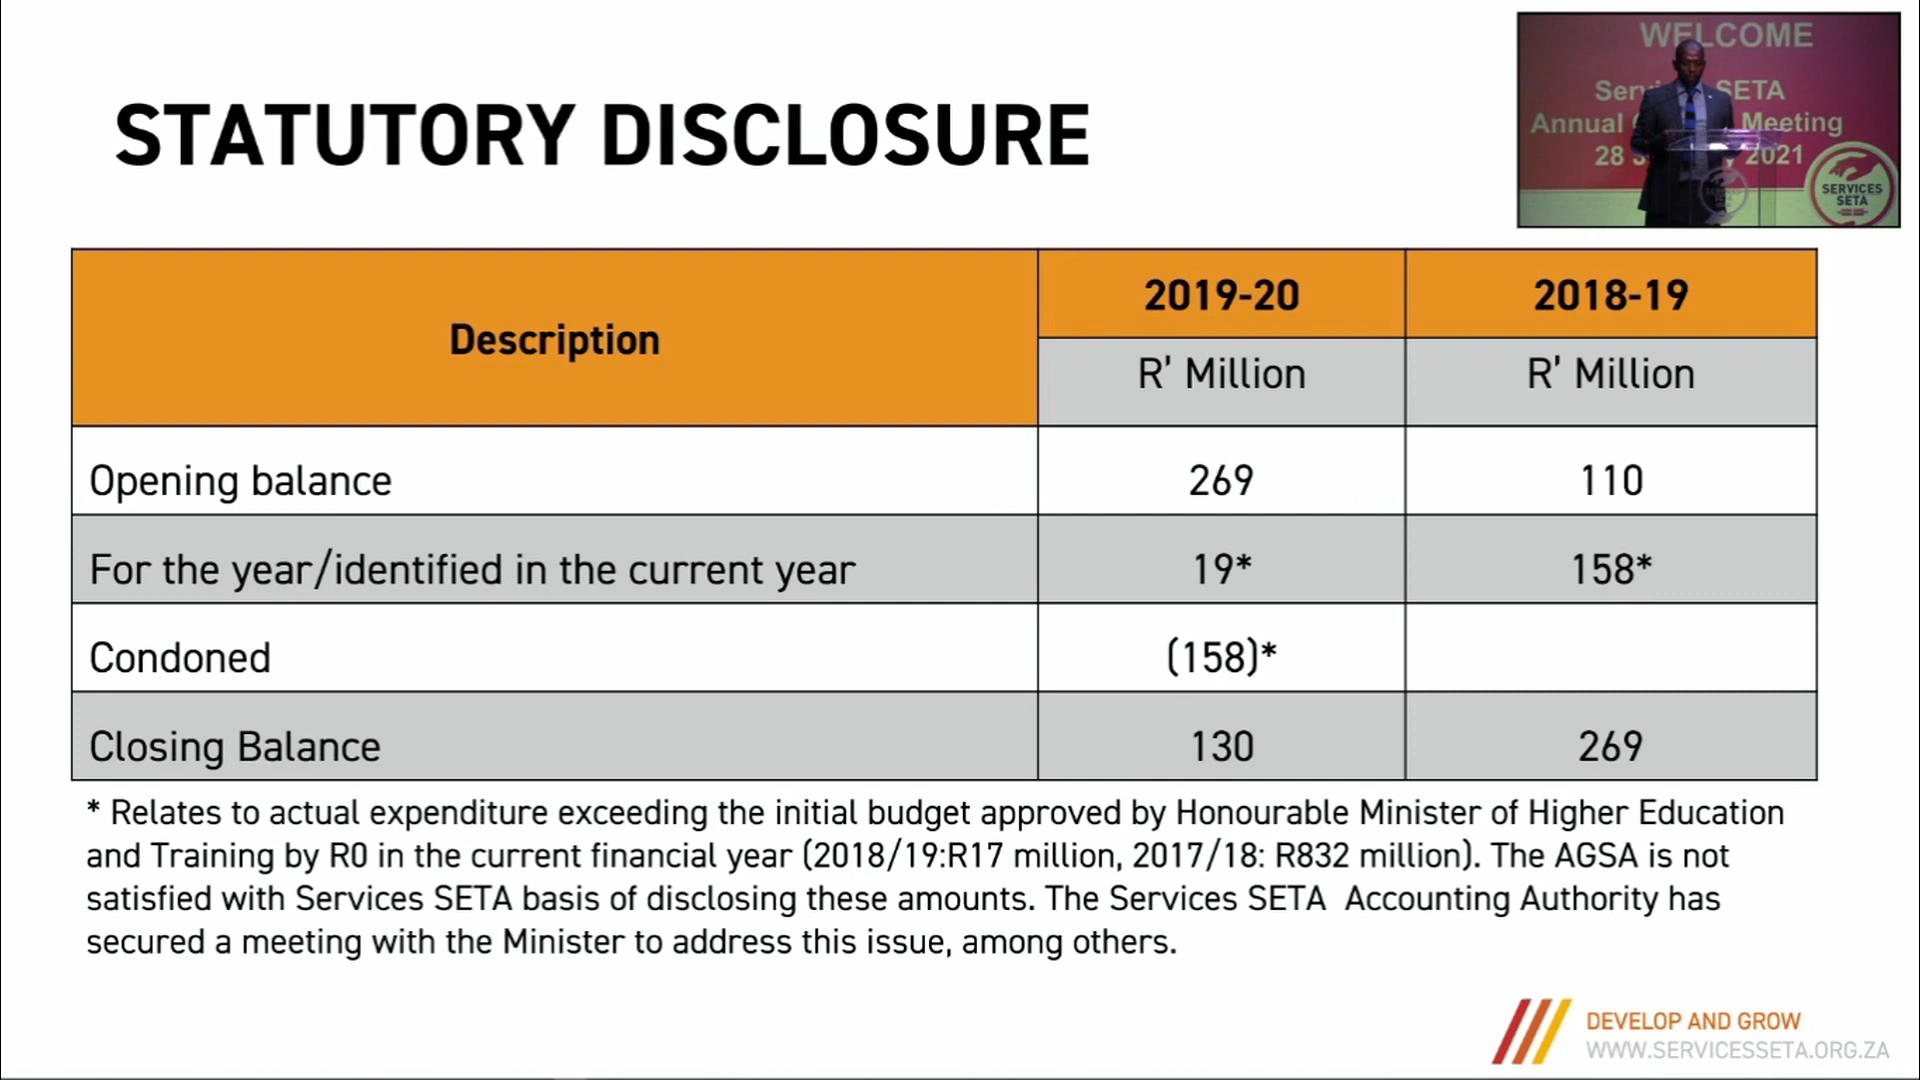 WELCOME
SETA
Annual Meeting
28 2021
SERVICES
SETA
STATUTORY DISCLOSURE
Description 2019-20 2018-19
R' Million R' Million
Opening balance 269 110
For the year/identified in the current year 19* 158*
Condoned (158)*
Closing Balance 130 269
* Relates to actual expenditure exceeding the initial budget approved by Honourable Minister of Higher Education
and Training by R0 in the current financial year (2018/19:R17 million, 2017/18: R832 million). The AGSA is not
satisfied with Services SETA basis of disclosing these amounts. The Services SETA Accounting Authority has
secured a meeting with the Minister to address this issue, among others.
DEVELOP AND GROW
WWW.SERVICESSETA.ORG.ZA